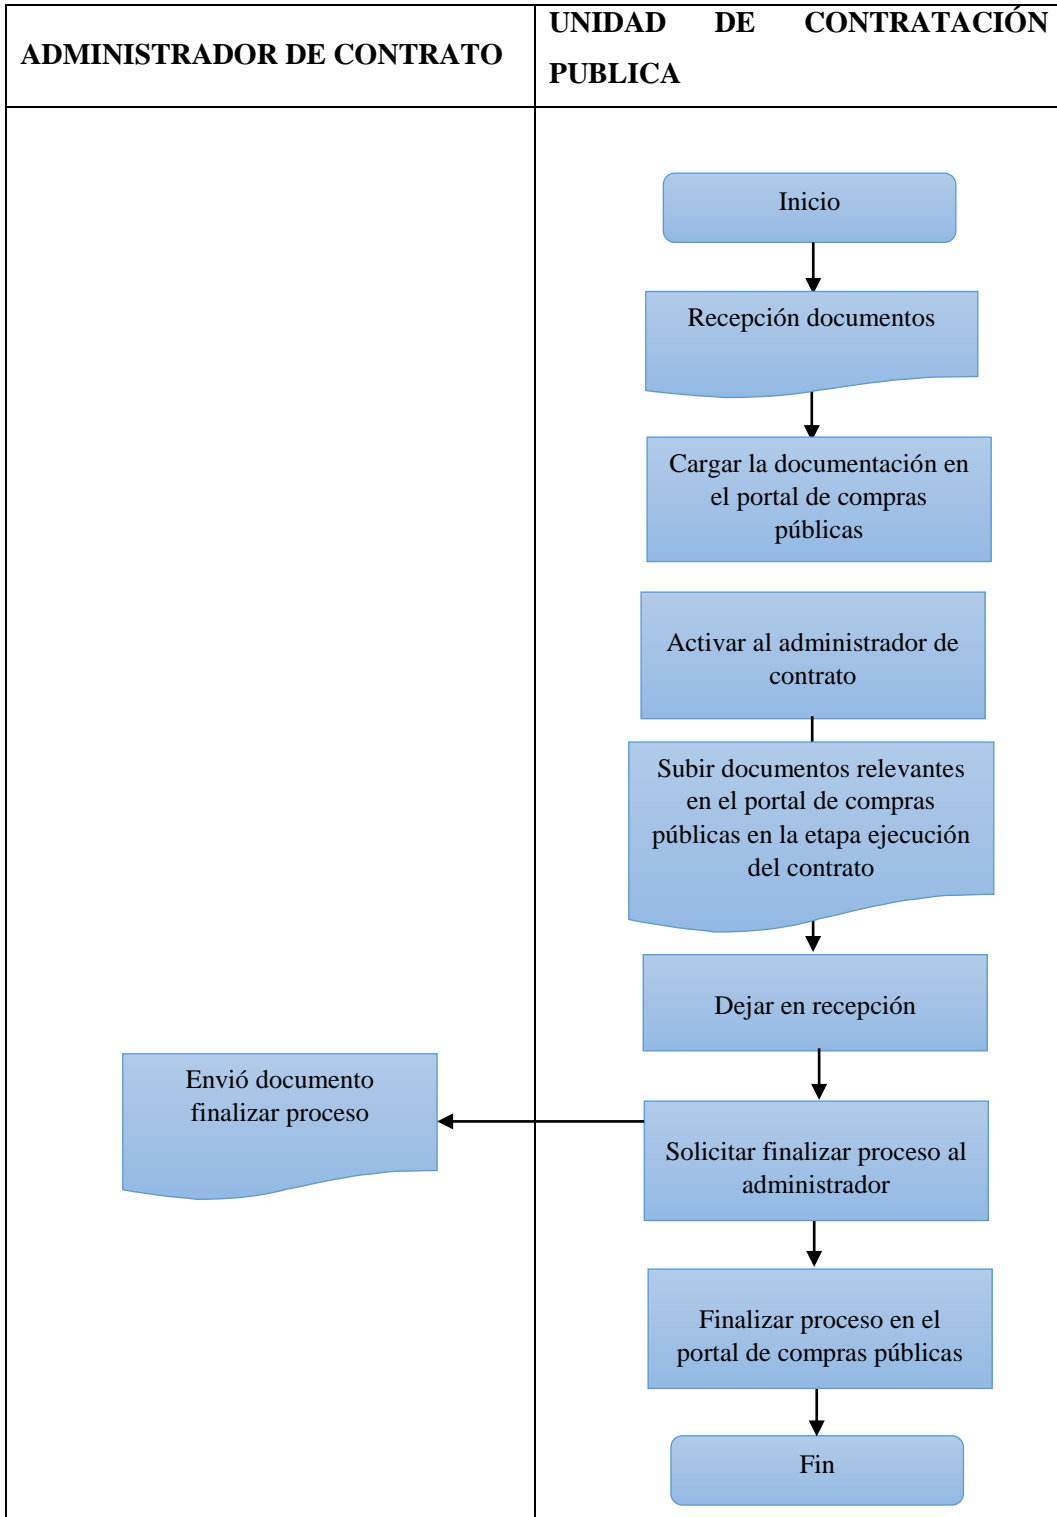 ADMINISTRADOR DE CONTRATO
UNIDAD DE CONTRATACIÓN
PUBLICA
Inicio
Recepción documentos
Cargar la documentación en
el portal de compras
públicas
Activar al administrador de
contrato
Subir documentos relevantes
en el portal de compras
públicas en la etapa ejecución
del contrato
Dejar en recepción
Envió documento
finalizar proceso
Solicitar finalizar proceso al
administrador
Finalizar proceso en el
portal de compras públicas
Fin